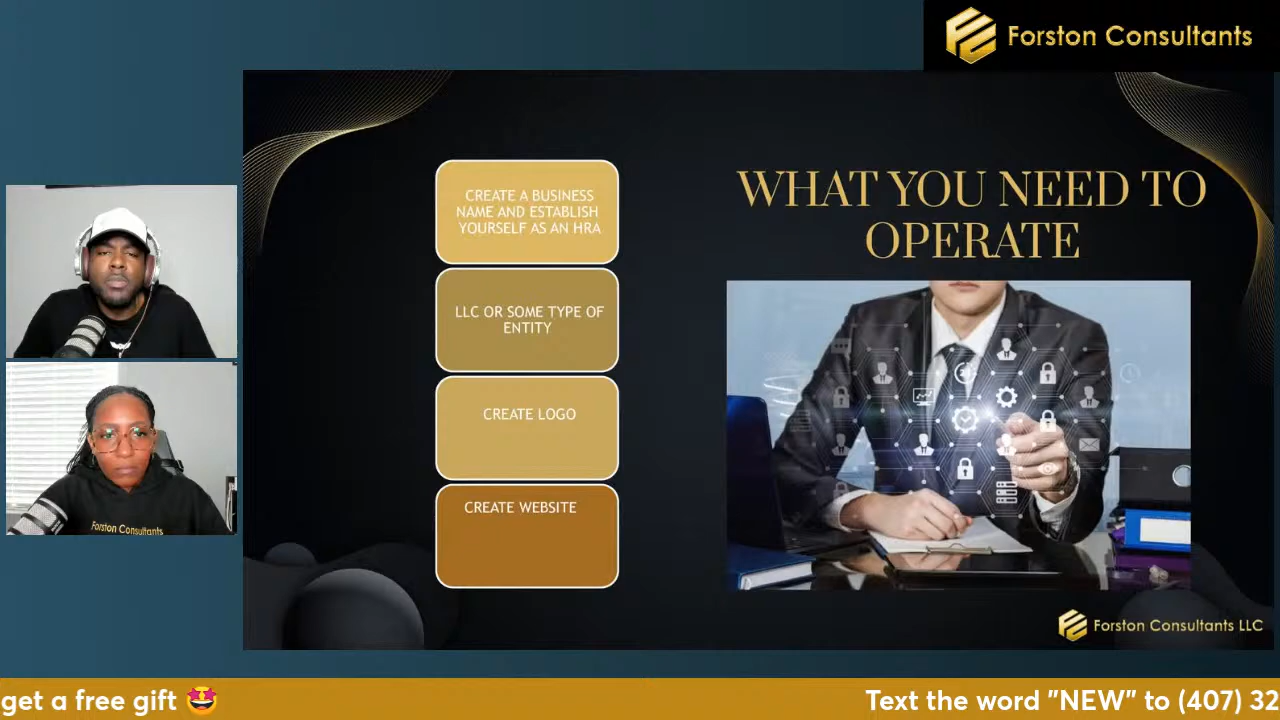 Forston Consultants
CREATE A BUSINESS
NAME AND ESTABLISH
YOURSELF AS AN HRA
LLC OR SOME TYPE OF
ENTITY
CREATE LOGO
CREATE WEBSITE
WHAT YOU NEED TO
OPERATE
Forston Consultants
Forston Consultants LLC
get a free gift 🤩
Text the word "NEW" to (407) 32